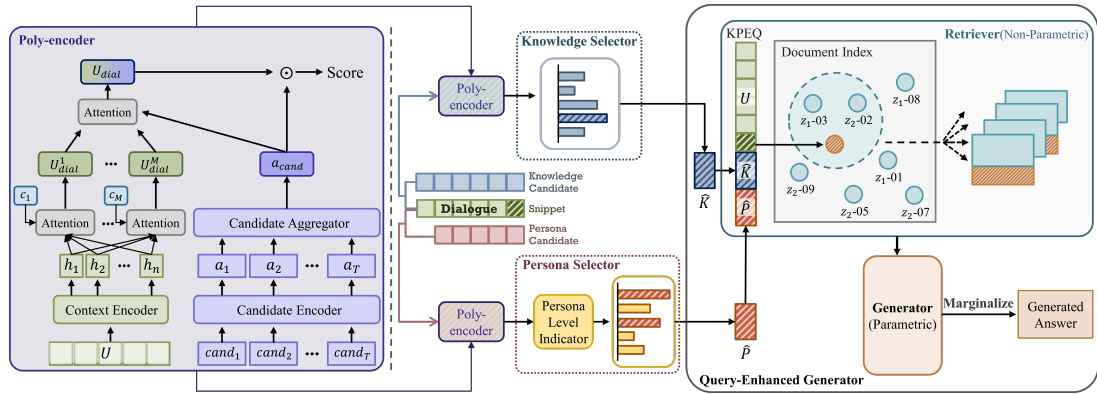 Poly-encoder
U_dial
⊙
Score
Attention
U^1_dial
...
U^M_dial
a_cand
c_1
c_M
Attention
...
Attention
Candidate Aggregator
h_1
h_2
...
h_n
a_1
a_2
...
a_T
Context Encoder
Candidate Encoder
U
cand_1
cand_2
...
cand_T
Knowledge Selector
Poly-
encoder
Knowledge
Candidate
Dialogue
Snippet
Persona
Candidate
Persona Selector
Poly-
encoder
Persona
Level
Indicator
K̂
P̂
KPEQ
U
K̂
P̂
Document Index
z_1-08
z_1-03
z_2-02
z_1-01
z_2-09
z_2-05
z_2-07
Retriever(Non-Parametric)
Generator
(Parametric)
Marginalize
Generated
Answer
Query-Enhanced Generator